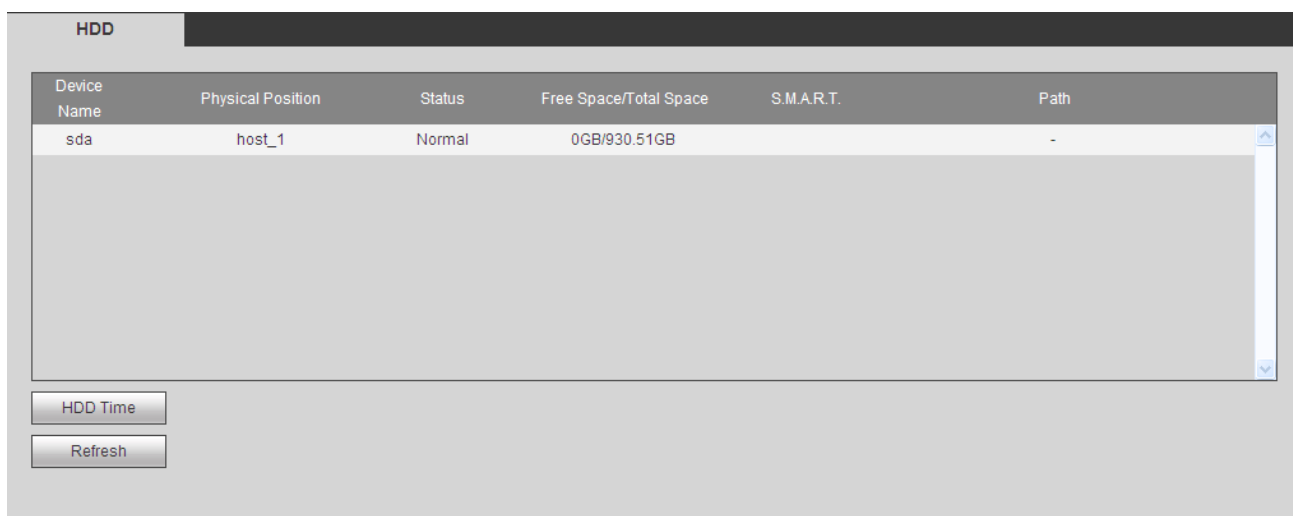 HDD
Device Name Physical Position Status Free Space/Total Space S.M.A.R.T. Path
sda host_1 Normal 0GB/930.51GB -
HDD Time
Refresh